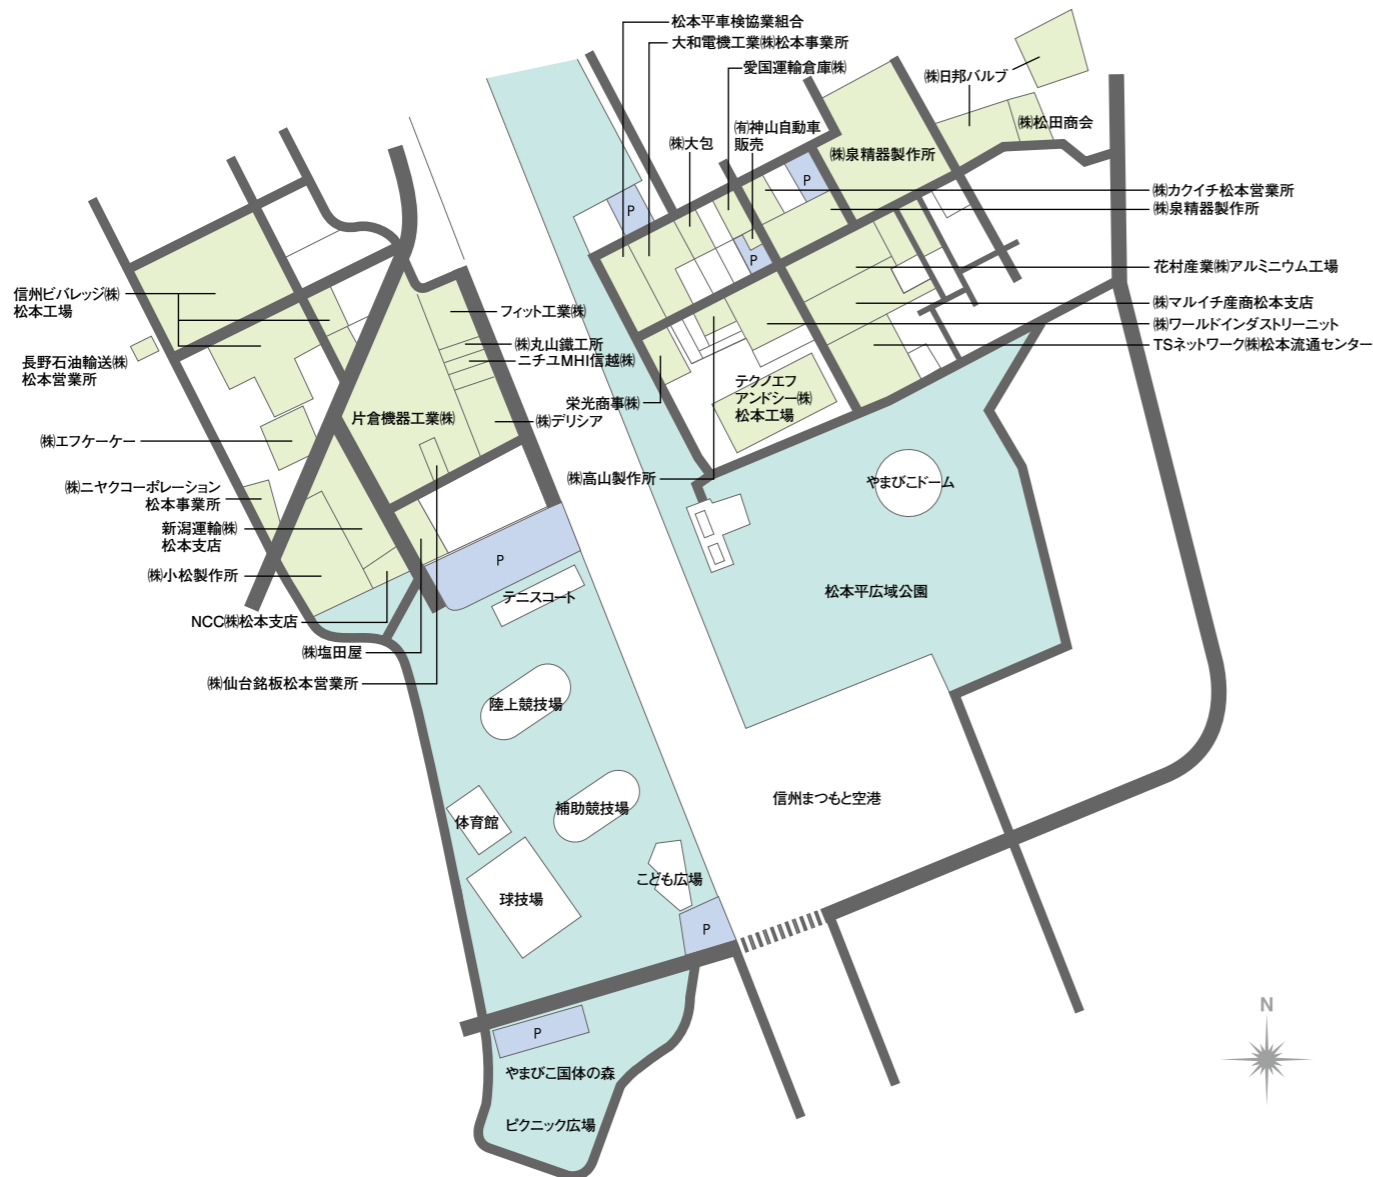 松本平車検協業組合
大和電機工業㈱松本事業所
愛国運輸倉庫㈱
㈱日邦バルブ
㈲神山自動車
販売
㈱松田商会
㈱大包
㈱泉精器製作所
P
㈱カクイチ松本営業所
P
㈱泉精器製作所
P
花村産業㈱アルミニウム工場
信州ビバレッジ㈱
松本工場
㈱マルイチ産商松本支店
フィット工業㈱
㈱ワールドインダストリーニット
㈱丸山鐵工所
TSネットワーク㈱松本流通センター
ニチユMHI信越㈱
長野石油輸送㈱
松本営業所
テクノエフ
アンドシー㈱
松本工場
栄光商事㈱
片倉機器工業㈱
㈱デリシア
㈱エフケーケー
㈱高山製作所
やまびこドーム
㈱ニヤクコーポレーション
松本事業所
新潟運輸㈱
松本支店
P
㈱小松製作所
松本平広域公園
テニスコート
NCC㈱松本支店
㈱塩田屋
㈱仙台銘板松本営業所
陸上競技場
信州まつもと空港
補助競技場
体育館
こども広場
球技場
P
N
P
やまびこ国体の森
ピクニック広場